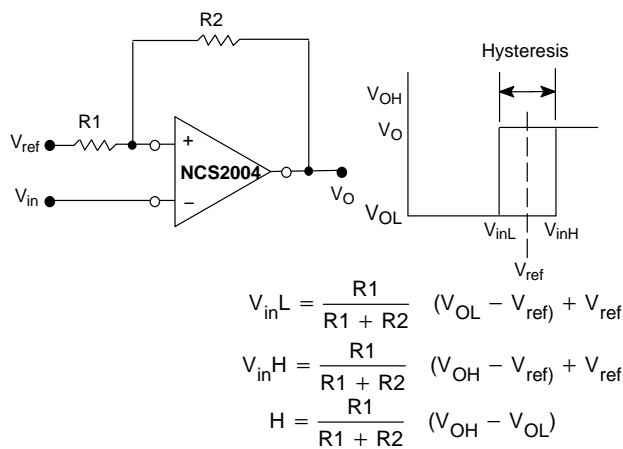 R2
Hysteresis
R1
V_OH
V_O
V_ref
+
NCS2004
V_O
V_in
−
V_OL
V_inL
V_inH
V_ref
V_inL = R1 / (R1 + R2) (V_OL − V_ref) + V_ref
V_inH = R1 / (R1 + R2) (V_OH − V_ref) + V_ref
H = R1 / (R1 + R2) (V_OH − V_OL)